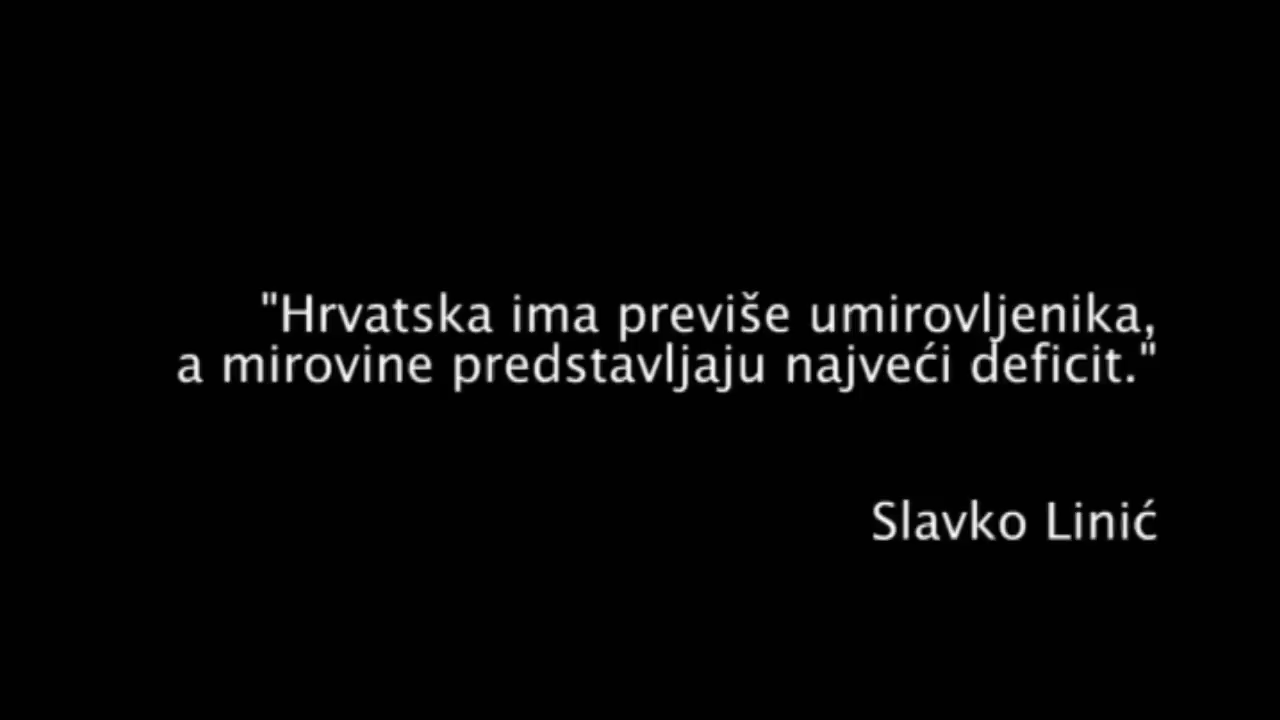 "Hrvatska ima previše umirovljenika,
a mirovine predstavljaju najveći deficit."
Slavko Linić